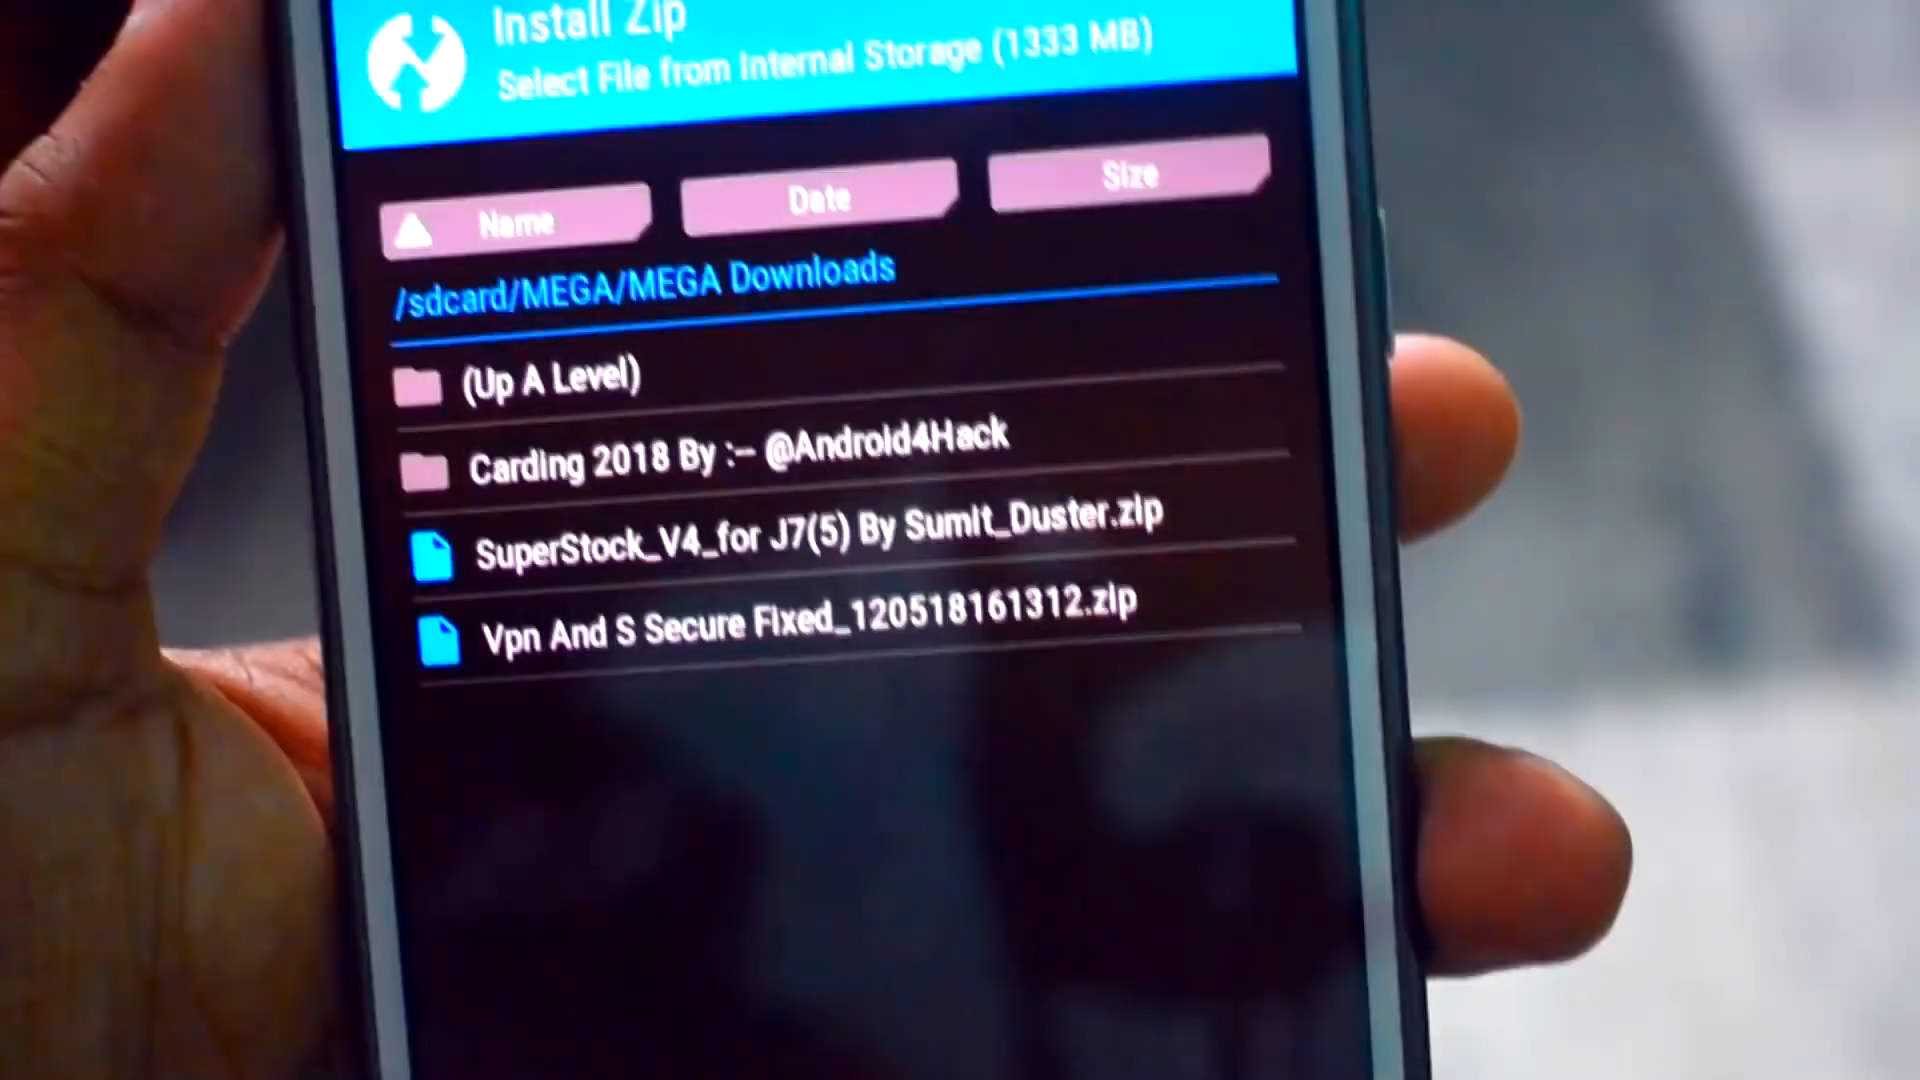 Install Zip
Select File from Internal Storage (1333 MB)
Name
Date
Size
/sdcard/MEGA/MEGA Downloads
(Up A Level)
Carding 2018 By :-- @Android4Hack
SuperStock_V4_for J7(5) By Sumit_Duster.zip
Vpn And S Secure Fixed_120518161312.zip